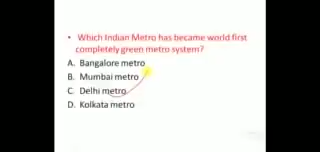 • Which Indian Metro has became world first
completely green metro system?
A. Bangalore metro
B. Mumbai metro
C. Delhi metro
D. Kolkata metro